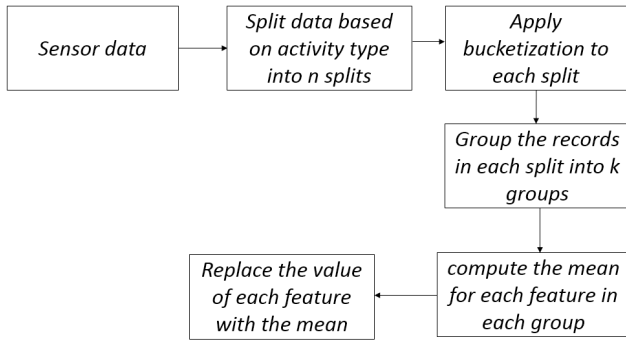 Sensor data
Split data based
on activity type
into n splits
Apply
bucketization to
each split
Group the records
in each split into k
groups
compute the mean
for each feature in
each group
Replace the value
of each feature
with the mean